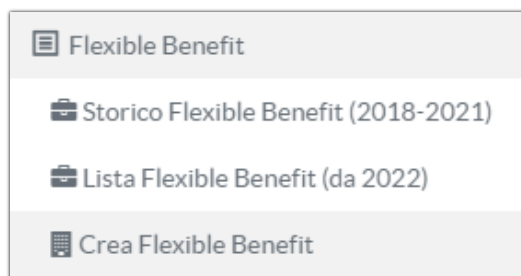 Flexible Benefit
Storico Flexible Benefit (2018-2021)
Lista Flexible Benefit (da 2022)
Crea Flexible Benefit